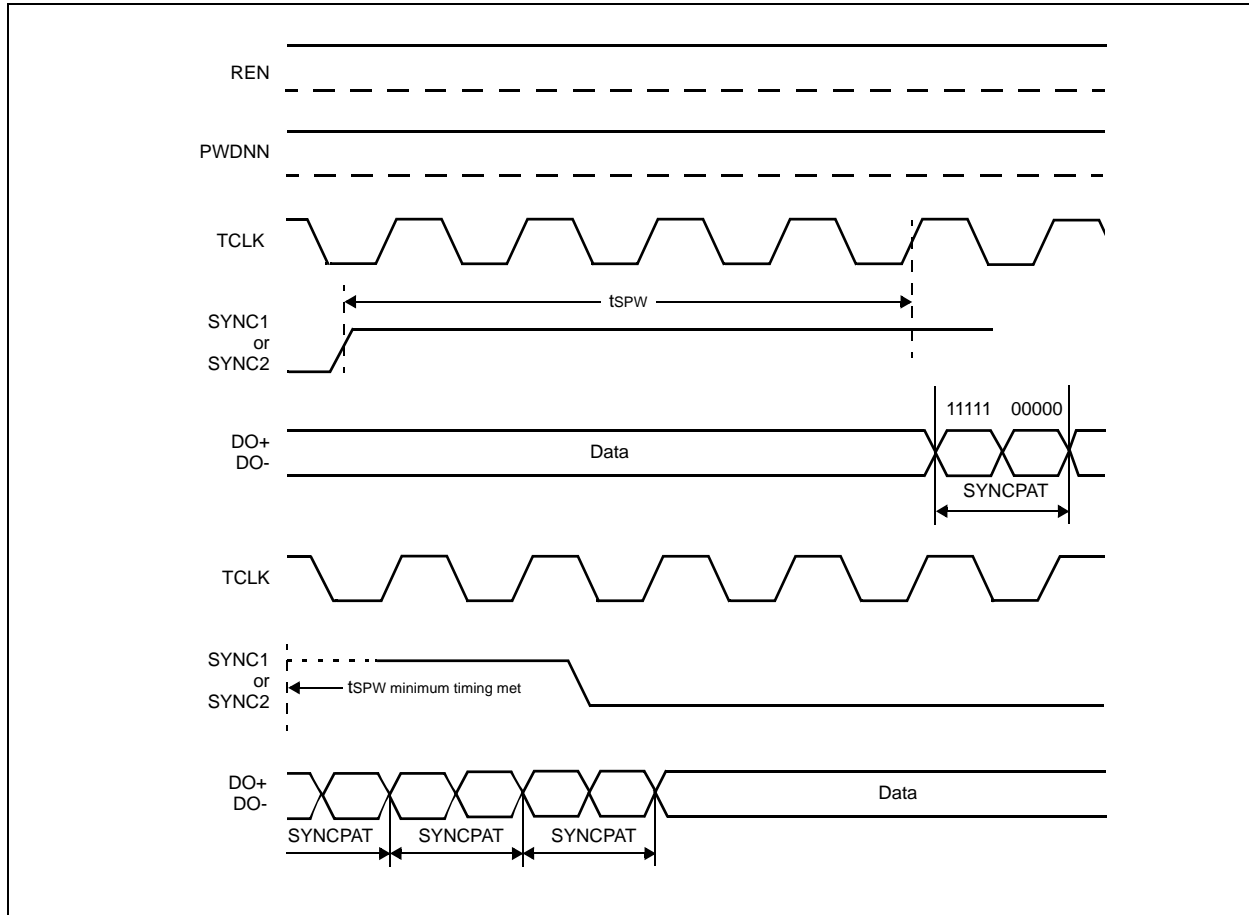 REN
PWDNN
TCLK
tSPW
SYNC1
or
SYNC2
11111 00000
DO+
DO-
Data
SYNCPAT
TCLK
SYNC1
or
SYNC2
tSPW minimum timing met
DO+
DO-
Data
SYNCPAT SYNCPAT SYNCPAT